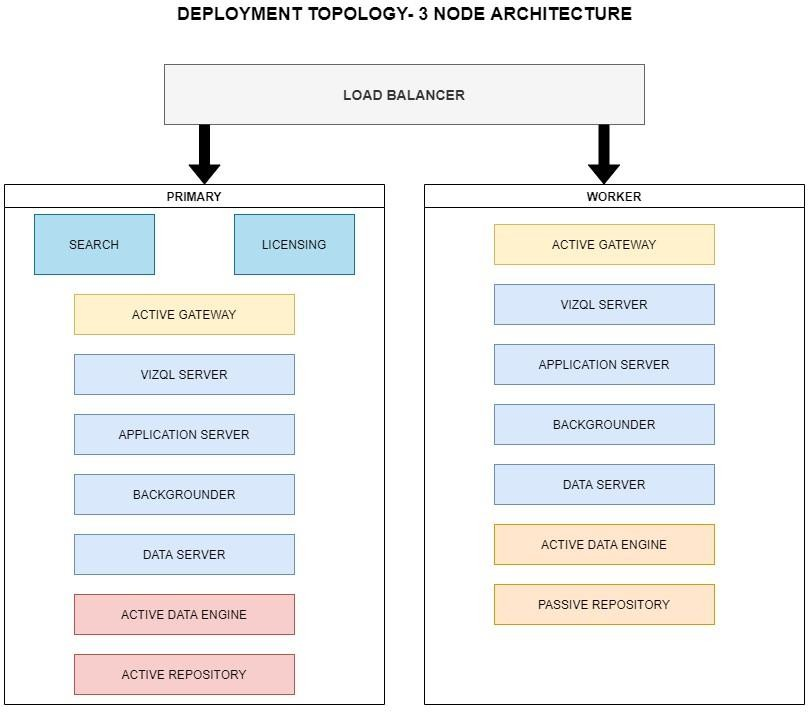 DEPLOYMENT TOPOLOGY- 3 NODE ARCHITECTURE
LOAD BALANCER
PRIMARY
SEARCH
LICENSING
ACTIVE GATEWAY
VIZQL SERVER
APPLICATION SERVER
BACKGROUNDER
DATA SERVER
ACTIVE DATA ENGINE
ACTIVE REPOSITORY
WORKER
ACTIVE GATEWAY
VIZQL SERVER
APPLICATION SERVER
BACKGROUNDER
DATA SERVER
ACTIVE DATA ENGINE
PASSIVE REPOSITORY